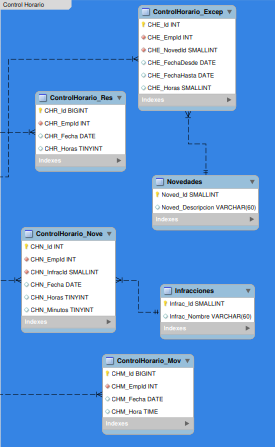 Control Horario
ControlHorario_Excep
CHE_Id INT
CHE_EmpId INT
CHE_NovedId SMALLINT
CHE_FechaDesde DATE
CHE_FechaHasta DATE
CHE_Horas SMALLINT
Indexes
ControlHorario_Res
CHR_Id BIGINT
CHR_EmpId INT
CHR_Fecha DATE
CHR_Horas TINYINT
Indexes
Novedades
Noved_Id SMALLINT
Noved_Descripcion VARCHAR(60)
Indexes
ControlHorario_Nove
CHN_Id INT
CHN_EmpId INT
CHN_InfracId SMALLINT
CHN_Fecha DATE
CHN_Horas TINYINT
CHN_Minutos TINYINT
Indexes
Infracciones
Infrac_Id SMALLINT
Infrac_Nombre VARCHAR(60)
Indexes
ControlHorario_Mov
CHM_Id BIGINT
CHM_EmpId INT
CHM_Fecha DATE
CHM_Hora TIME
Indexes